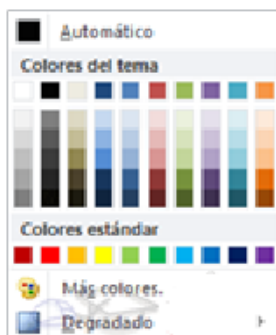 Automático
Colores del tema
Colores estándar
Más colores.
Degradado